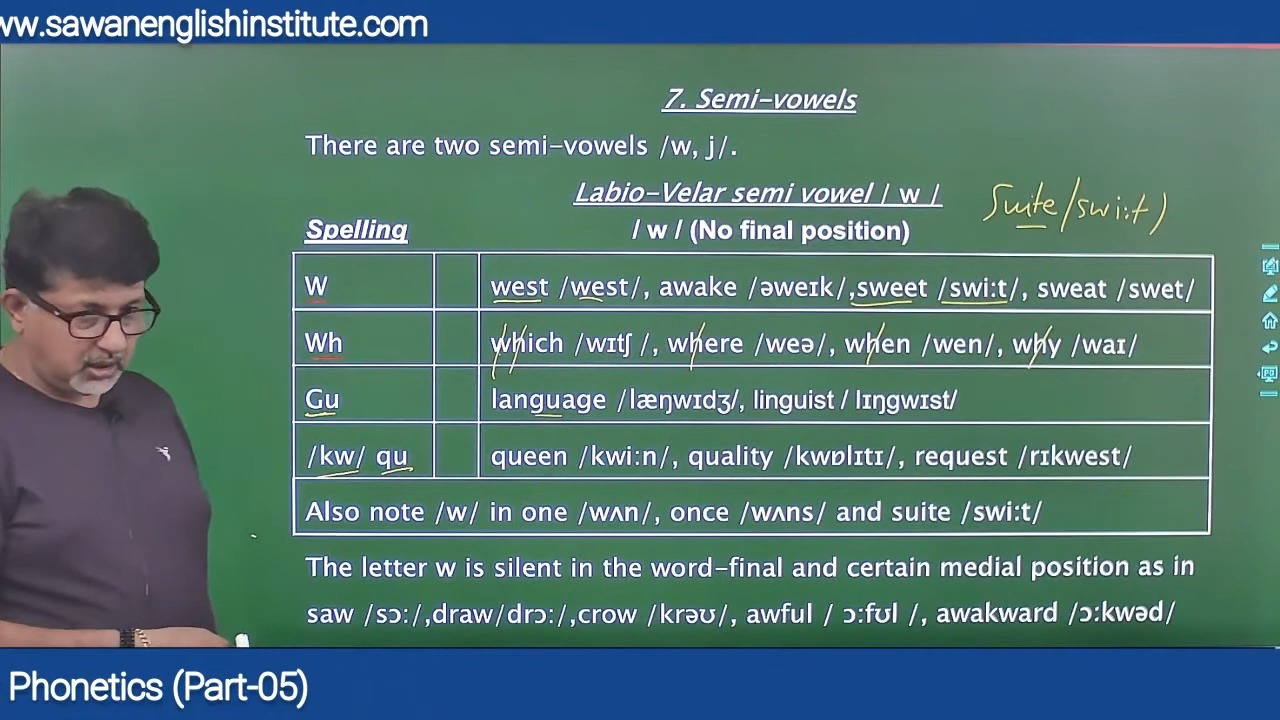 ww.sawanenglishinstitute.com
7. Semi-vowels
There are two semi-vowels /w, j/.
Labio-Velar semi vowel / w /
suite /swi:t/
Spelling / w / (No final position)
W west /west/, awake /əweɪk/,sweet /swi:t/, sweat /swet/
Wh which /wɪtʃ /, where /weə/, when /wen/, why /waɪ/
Gu language /læŋwɪdʒ/, linguist / lɪŋgwɪst/
/kw/ qu queen /kwi:n/, quality /kwɒlɪtɪ/, request /rɪkwest/
Also note /w/ in one /wʌn/, once /wʌns/ and suite /swi:t/
The letter w is silent in the word-final and certain medial position as in
saw /sɔ:/,draw/drɔ:/,crow /krəʊ/, awful / ɔ:fʊl /, awakward /ɔ:kwəd/
Phonetics (Part-05)